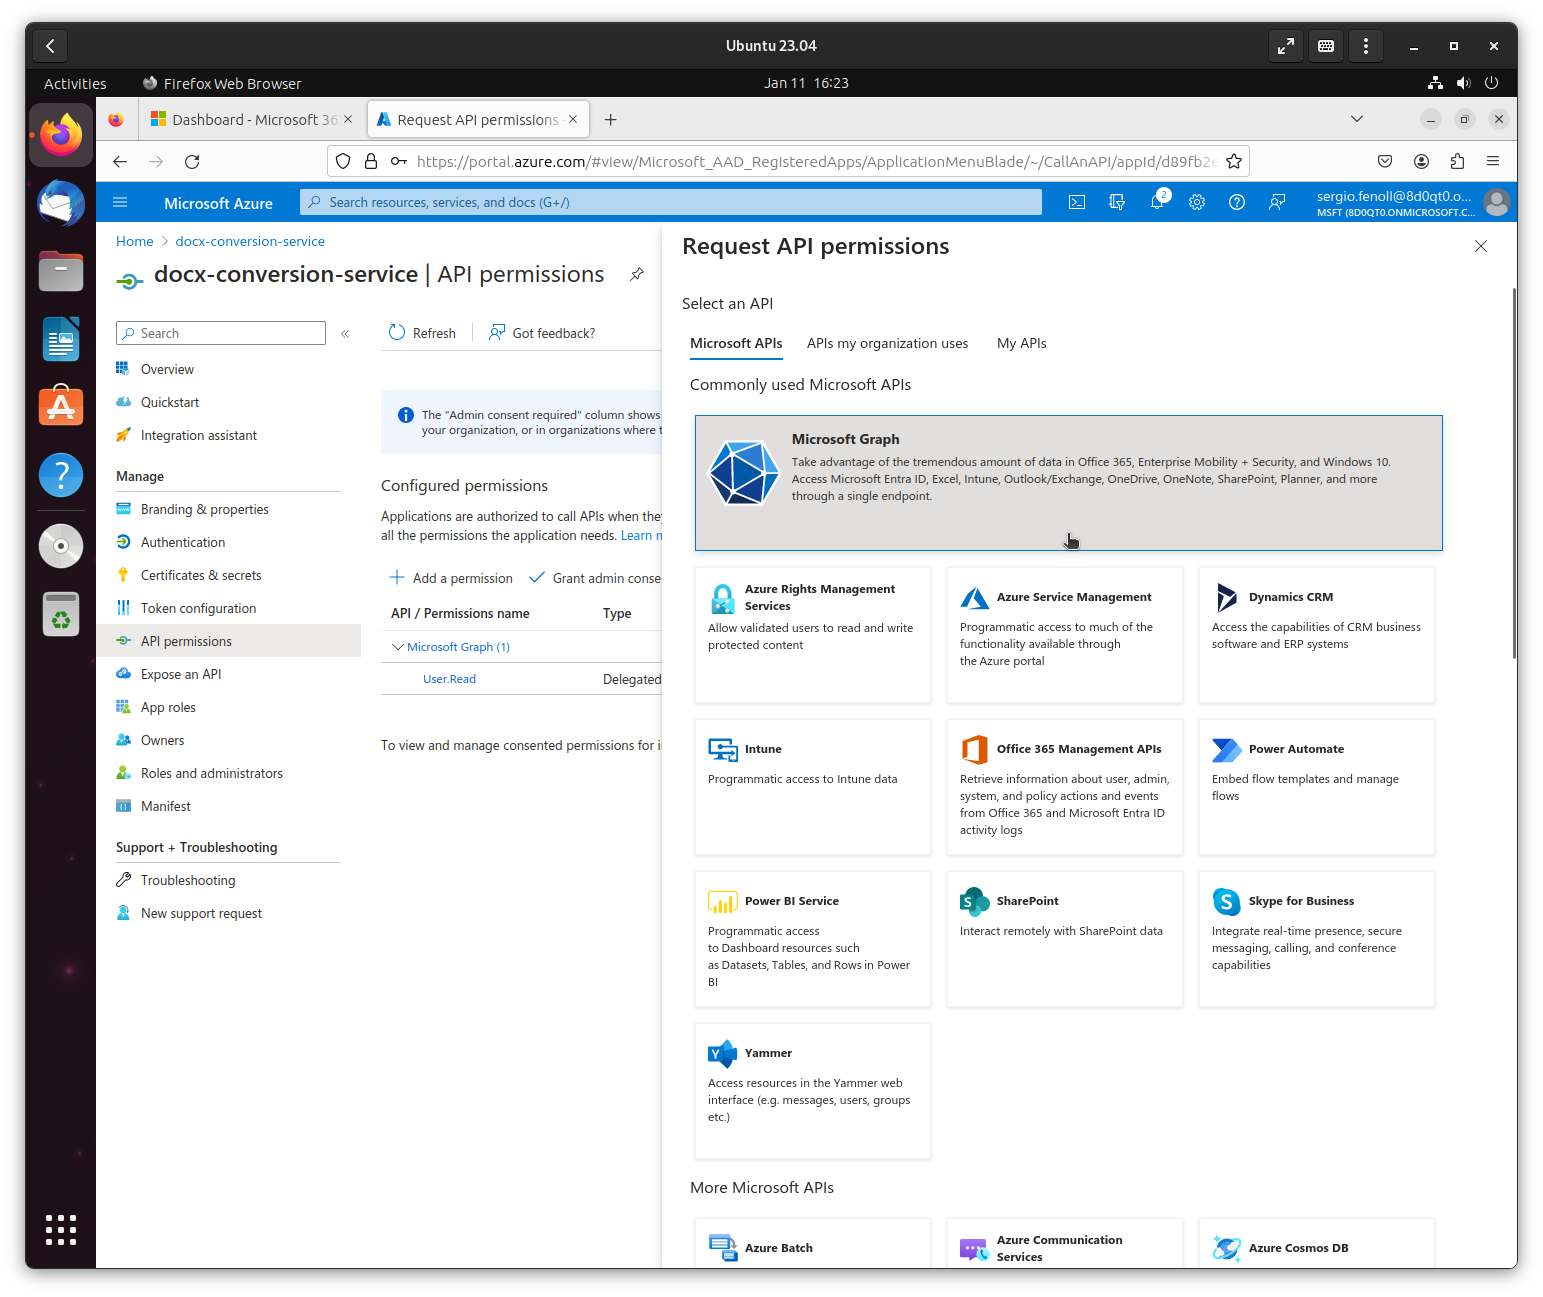 Ubuntu 23.04
Activities
Firefox Web Browser
Jan 11 16:23
Dashboard - Microsoft 36
Request API permissions
https://portal.azure.com/#view/Microsoft_AAD_RegisteredApps/ApplicationMenuBlade/~/CallAnAPI/appId/d89fb2e
Microsoft Azure
Search resources, services, and docs (G+/)
2
sergio.fenoll@8d0qt0.o...
MSFT (8D0QT0.ONMICROSOFT.C...
Home > docx-conversion-service
docx-conversion-service | API permissions
Search
Overview
Quickstart
Integration assistant
Manage
Branding & properties
Authentication
Certificates & secrets
Token configuration
API permissions
Expose an API
App roles
Owners
Roles and administrators
Manifest
Support + Troubleshooting
Troubleshooting
New support request
Refresh
Got feedback?
The "Admin consent required" column shows
your organization, or in organizations where t
Configured permissions
Applications are authorized to call APIs when they
all the permissions the application needs. Learn m
Add a permission
Grant admin conse
API / Permissions name
Type
Microsoft Graph (1)
User.Read
Delegated
To view and manage consented permissions for i
Request API permissions
Select an API
Microsoft APIs
APIs my organization uses
My APIs
Commonly used Microsoft APIs
Microsoft Graph
Take advantage of the tremendous amount of data in Office 365, Enterprise Mobility + Security, and Windows 10.
Access Microsoft Entra ID, Excel, Intune, Outlook/Exchange, OneDrive, OneNote, SharePoint, Planner, and more
through a single endpoint.
Azure Rights Management
Services
Allow validated users to read and write
protected content
Azure Service Management
Programmatic access to much of the
functionality available through
the Azure portal
Dynamics CRM
Access the capabilities of CRM business
software and ERP systems
Intune
Programmatic access to Intune data
Office 365 Management APIs
Retrieve information about user, admin,
system, and policy actions and events
from Office 365 and Microsoft Entra ID
activity logs
Power Automate
Embed flow templates and manage
flows
Power BI Service
Programmatic access
to Dashboard resources such
as Datasets, Tables, and Rows in Power
BI
SharePoint
Interact remotely with SharePoint data
Skype for Business
Integrate real-time presence, secure
messaging, calling, and conference
capabilities
Yammer
Access resources in the Yammer web
interface (e.g. messages, users, groups
etc.)
More Microsoft APIs
Azure Batch
Azure Communication
Services
Azure Cosmos DB